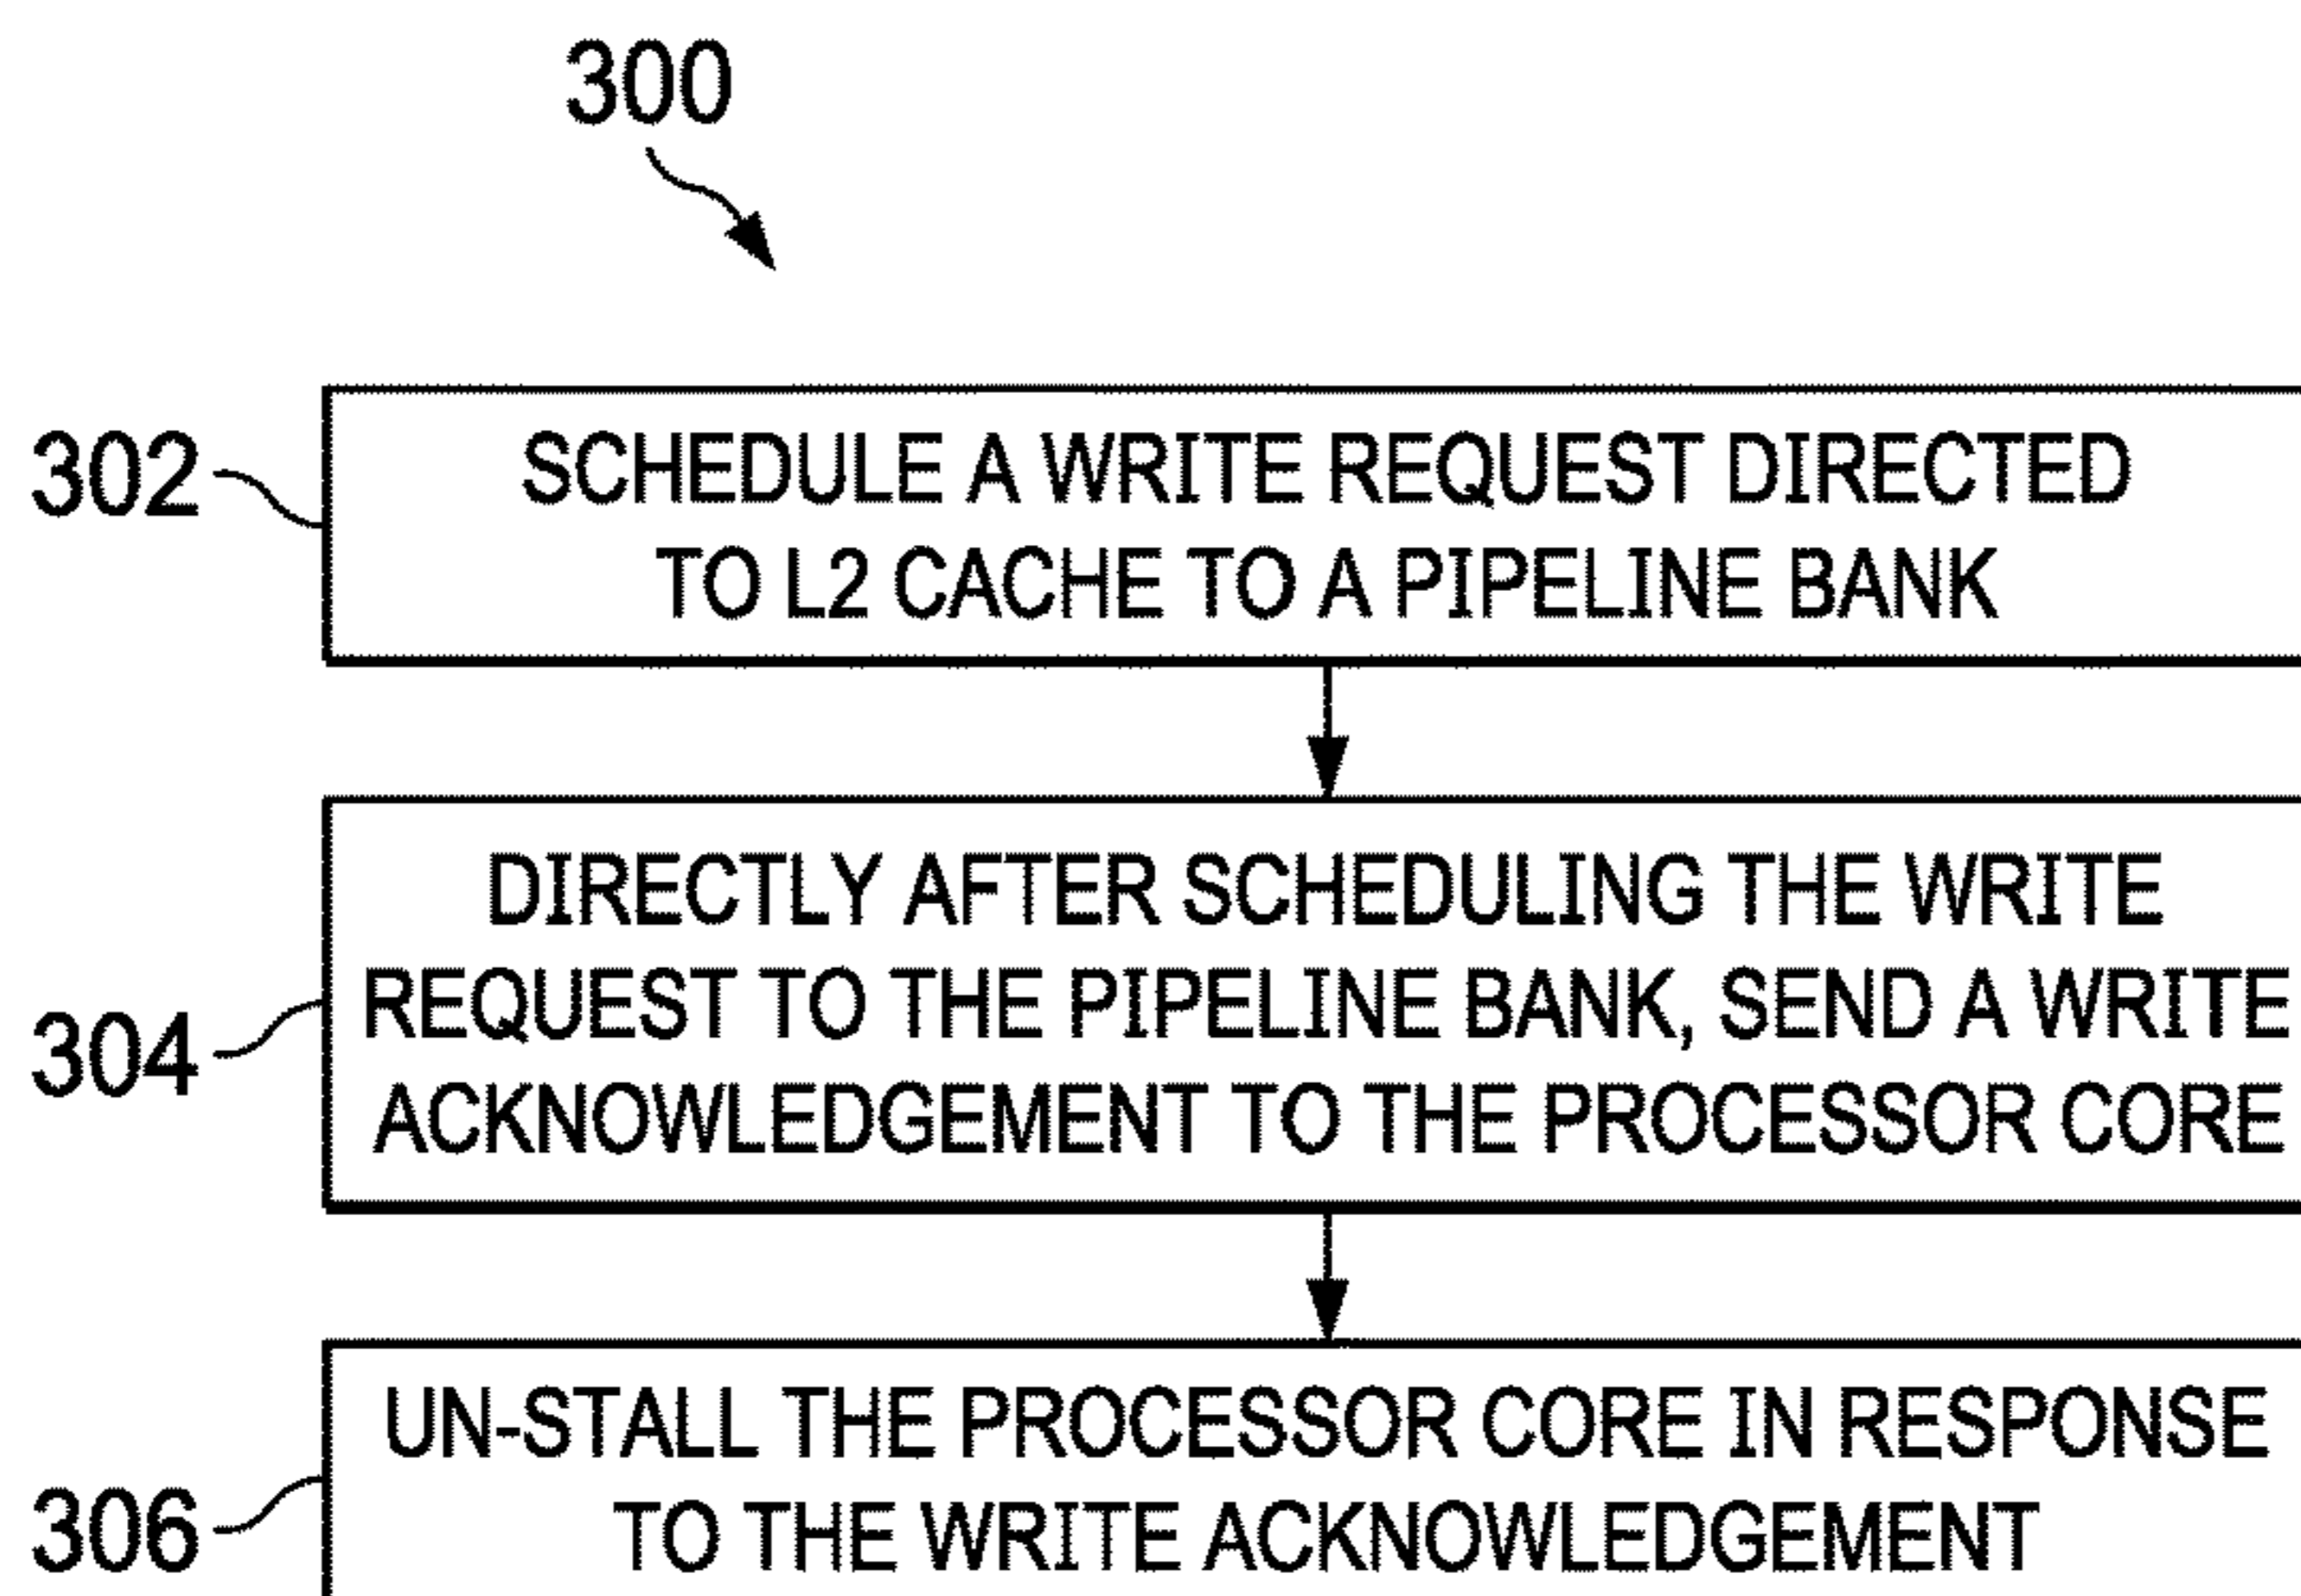 300
302
SCHEDULE A WRITE REQUEST DIRECTED
TO L2 CACHE TO A PIPELINE BANK
304
DIRECTLY AFTER SCHEDULING THE WRITE
REQUEST TO THE PIPELINE BANK, SEND A WRITE
ACKNOWLEDGEMENT TO THE PROCESSOR CORE
306
UN-STALL THE PROCESSOR CORE IN RESPONSE
TO THE WRITE ACKNOWLEDGEMENT